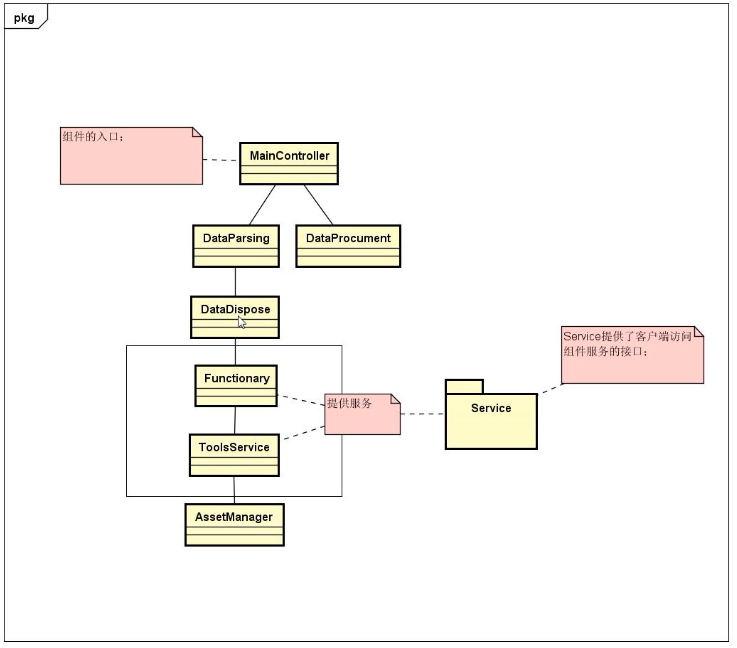 pkg
组件的入口；
MainController
DataParsing
DataProcument
DataDispose
Service提供了客户端访问
组件服务的接口；
Functionary
提供服务
Service
ToolsService
AssetManager